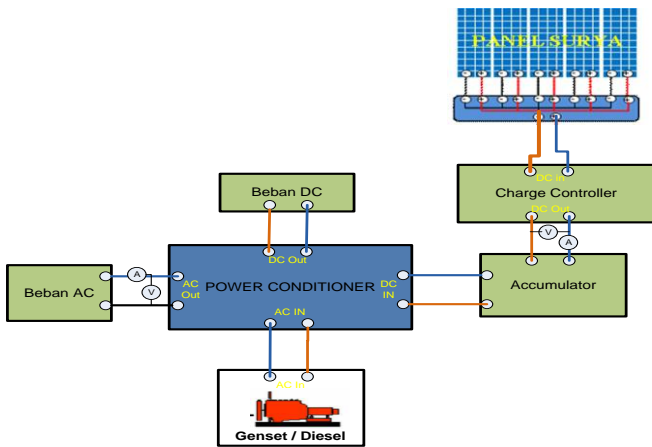 PANEL SURYA
DC In
Charge Controller
DC Out
V
A
Beban DC
DC Out
Beban AC
A
V
AC
Out
POWER CONDITIONER
DC
IN
AC IN
Accumulator
AC In
Genset / Diesel